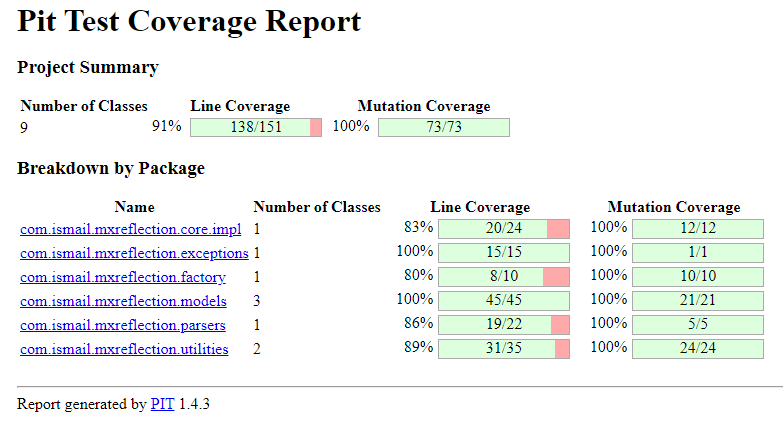 Pit Test Coverage Report
Project Summary
Number of Classes Line Coverage Mutation Coverage
9 91% 138/151 100% 73/73
Breakdown by Package
Name Number of Classes Line Coverage Mutation Coverage
com.ismail.mxreflection.core.impl 1 83% 20/24 100% 12/12
com.ismail.mxreflection.exceptions 1 100% 15/15 100% 1/1
com.ismail.mxreflection.factory 1 80% 8/10 100% 10/10
com.ismail.mxreflection.models 3 100% 45/45 100% 21/21
com.ismail.mxreflection.parsers 1 86% 19/22 100% 5/5
com.ismail.mxreflection.utilities 2 89% 31/35 100% 24/24
Report generated by PIT 1.4.3